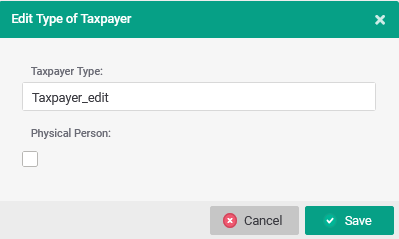 Edit Type of Taxpayer
Taxpayer Type:
Taxpayer_edit
Physical Person:
Cancel
Save